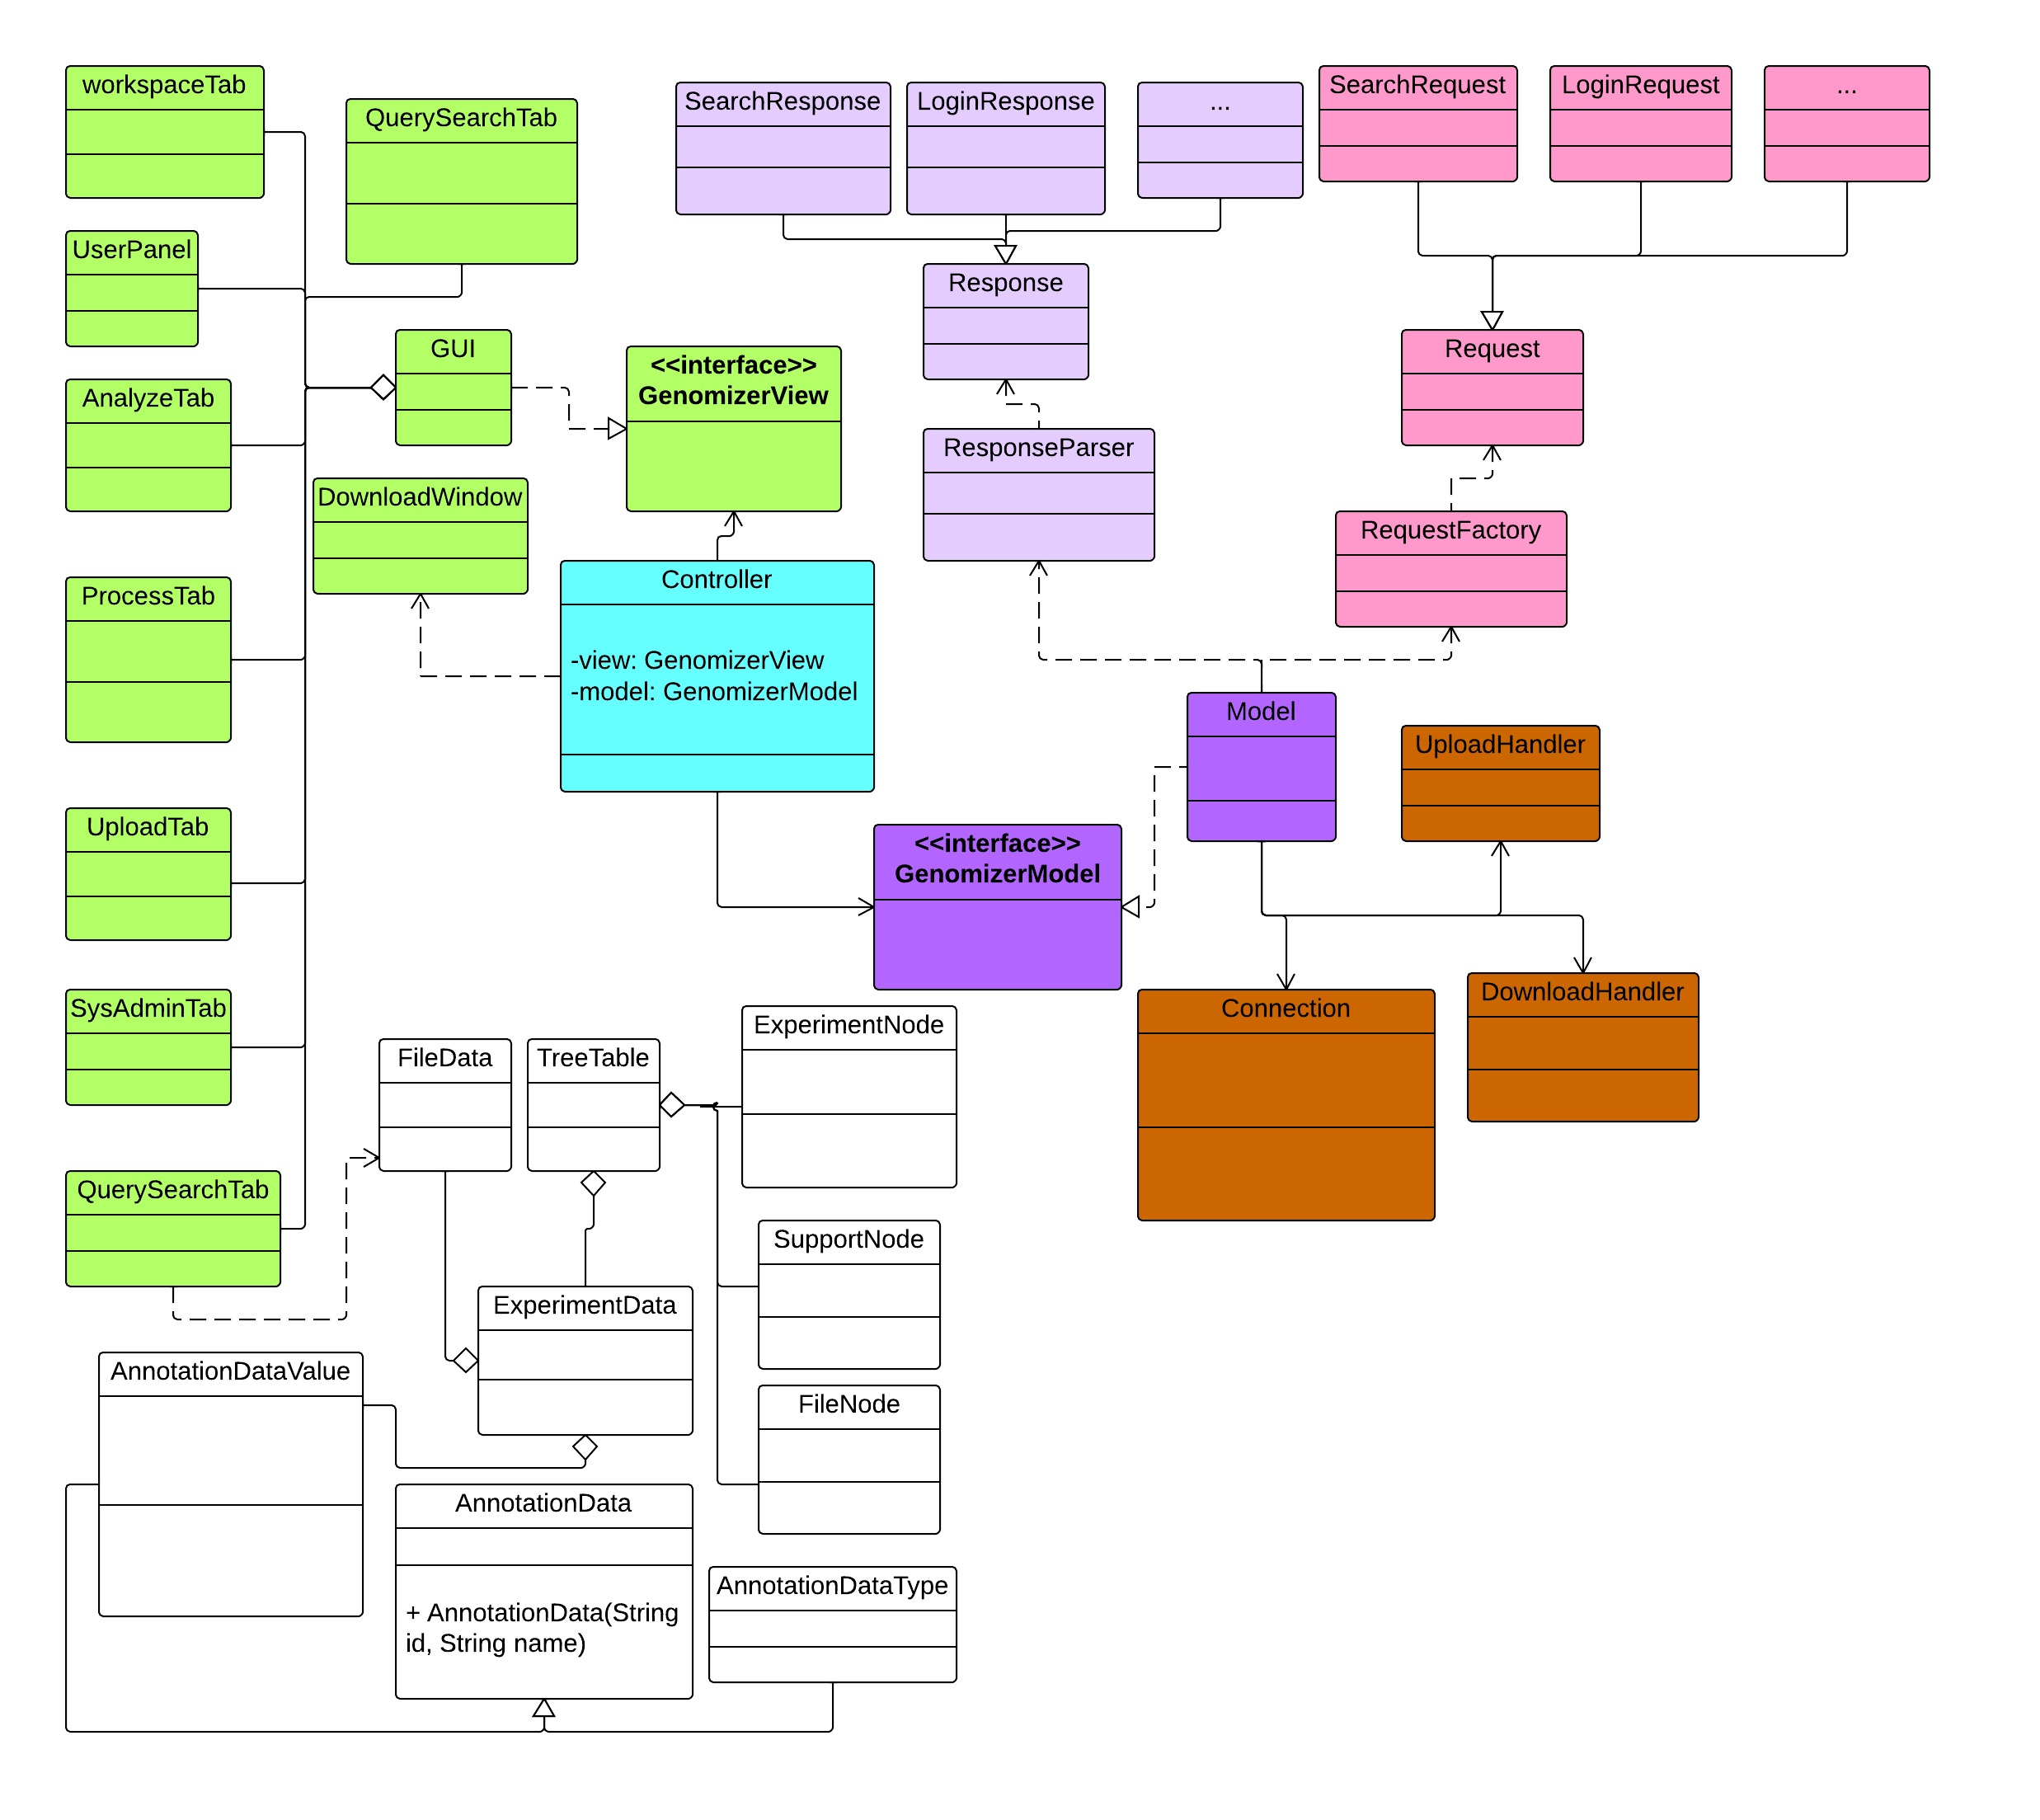 workspaceTab
QuerySearchTab
SearchResponse
LoginResponse
...
SearchRequest
LoginRequest
...
UserPanel
Response
GUI
<<interface>>
GenomizerView
Request
AnalyzeTab
DownloadWindow
ResponseParser
RequestFactory
ProcessTab
Controller
-view: GenomizerView
-model: GenomizerModel
Model
UploadHandler
UploadTab
<<interface>>
GenomizerModel
SysAdminTab
Connection
DownloadHandler
FileData
TreeTable
ExperimentNode
QuerySearchTab
SupportNode
ExperimentData
AnnotationDataValue
FileNode
AnnotationData
+ AnnotationData(String
id, String name)
AnnotationDataType